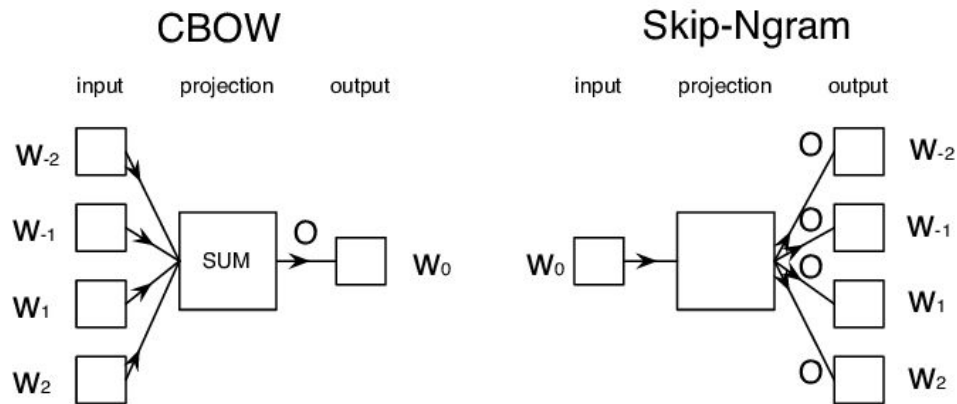 CBOW
input projection output
w-2
w-1
w1
w2
SUM
O
w0
Skip-Ngram
input projection output
w0
O
O
O
O
w-2
w-1
w1
w2